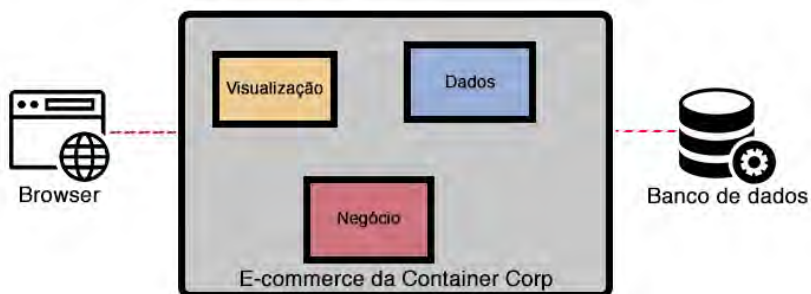 Visualização
Dados
Browser
Banco de dados
Negócio
E-commerce da Container Corp